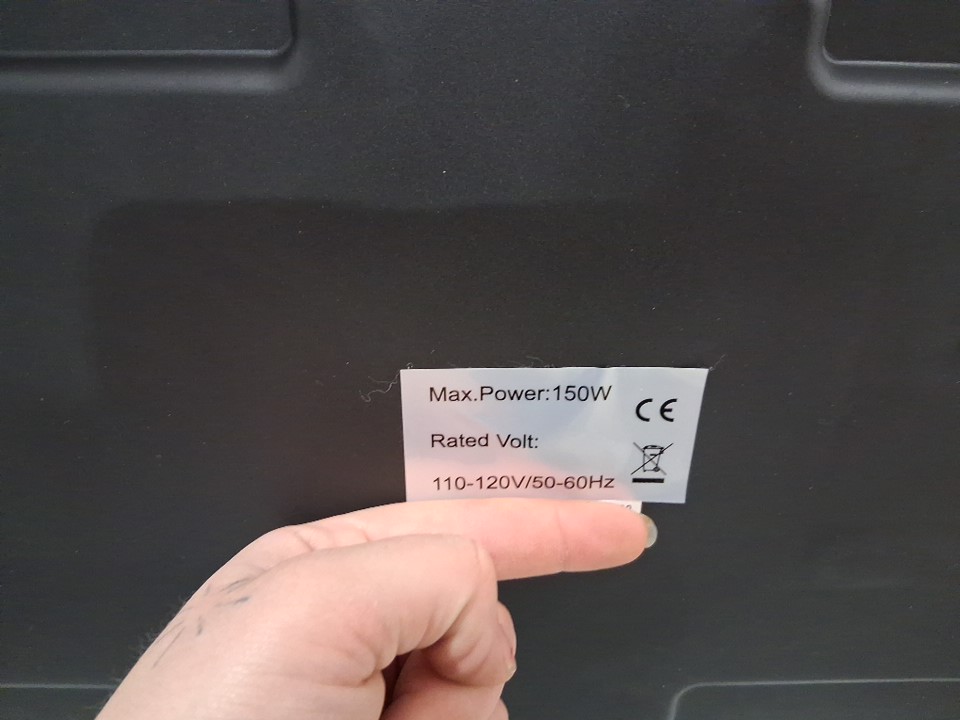 Max.Power:150W
CE
Rated Volt:
110-120V/50-60Hz